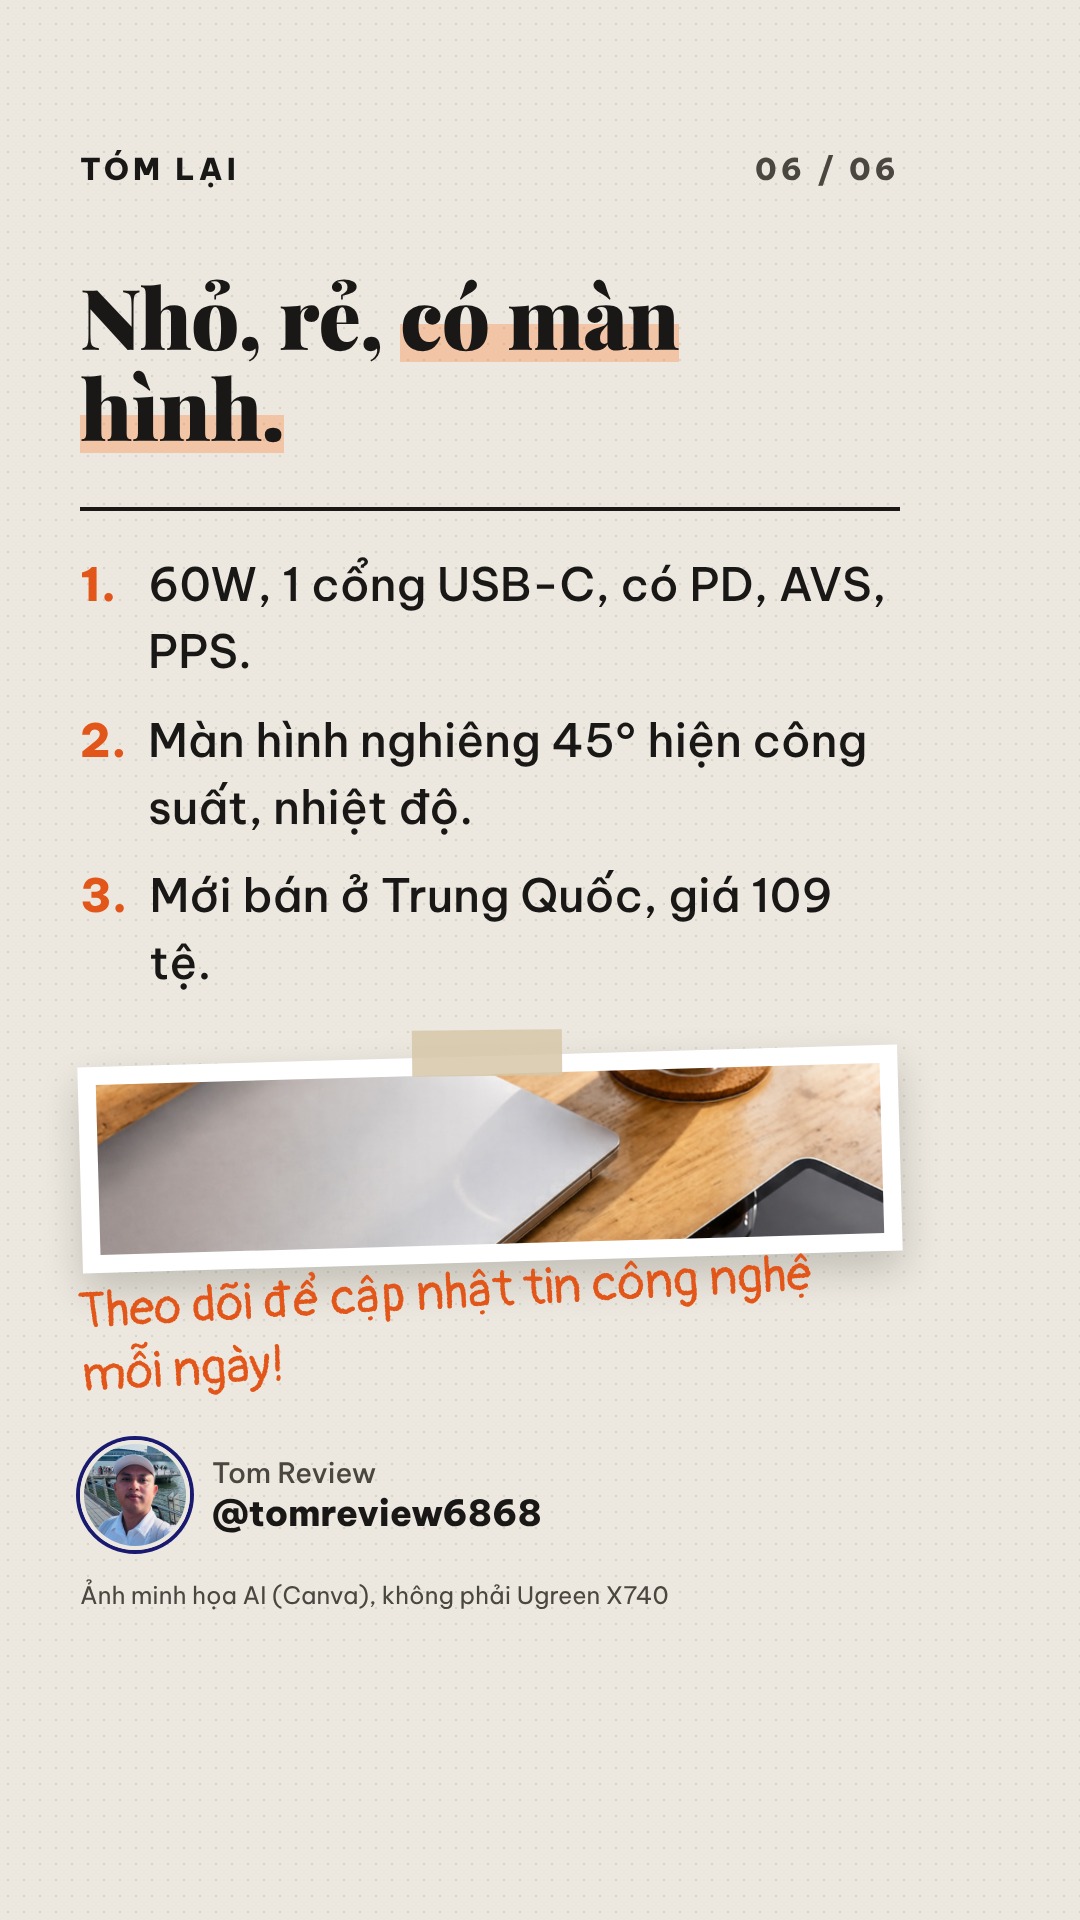 TÓM LẠI
06 / 06
Nhỏ, rẻ, có màn
hình.
1. 60W, 1 cổng USB-C, có PD, AVS,
PPS.
2. Màn hình nghiêng 45° hiện công
suất, nhiệt độ.
3. Mới bán ở Trung Quốc, giá 109
tệ.
Theo dõi để cập nhật tin công nghệ
mỗi ngày!
Tom Review
@tomreview6868
Ảnh minh họa AI (Canva), không phải Ugreen X740